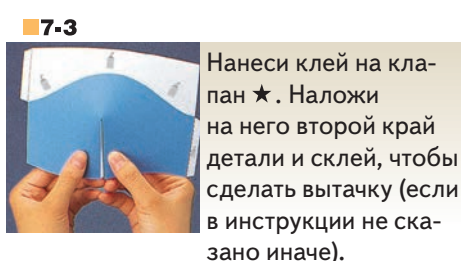 7-3
Нанеси клей на кла-
пан ★. Наложи
на него второй край
детали и склей, чтобы
сделать вытачку (если
в инструкции не ска-
зано иначе).